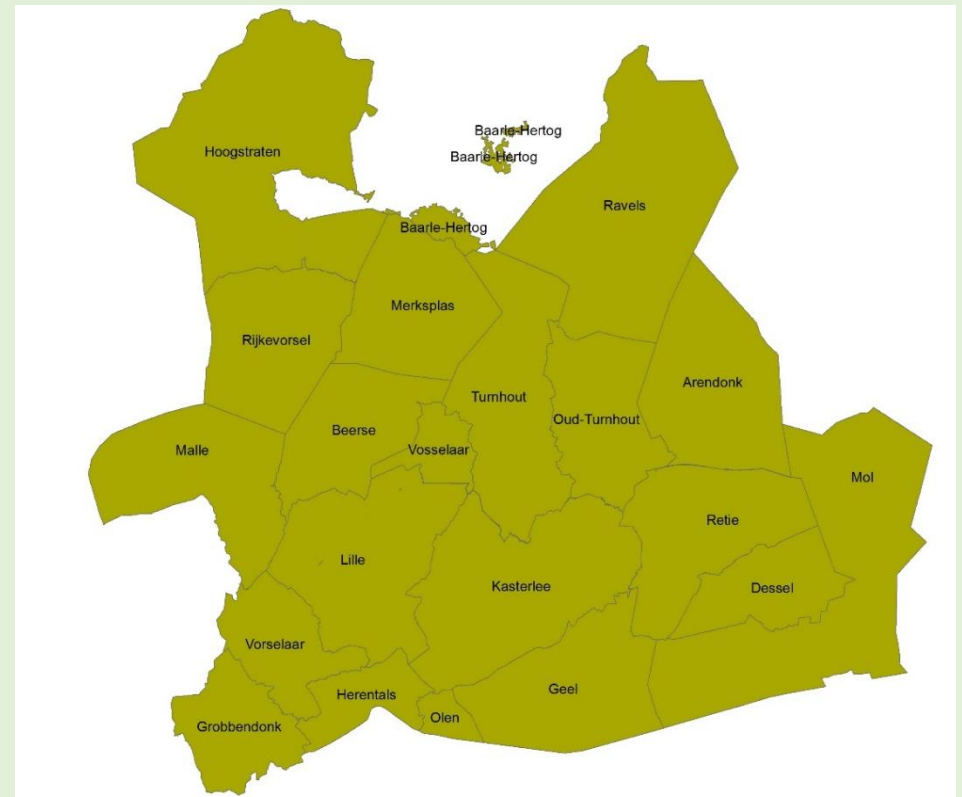 Baarle-Hertog
Hoogstraten
Baarle-Hertog
Ravels
Baarle-Hertog
Merksplas
Rijkevorsel
Arendonk
Turnhout
Oud-Turnhout
Beerse
Vosselaar
Malle
Mol
Retie
Lille
Kasterlee
Dessel
Vorselaar
Geel
Herentals
Olen
Grobbendonk